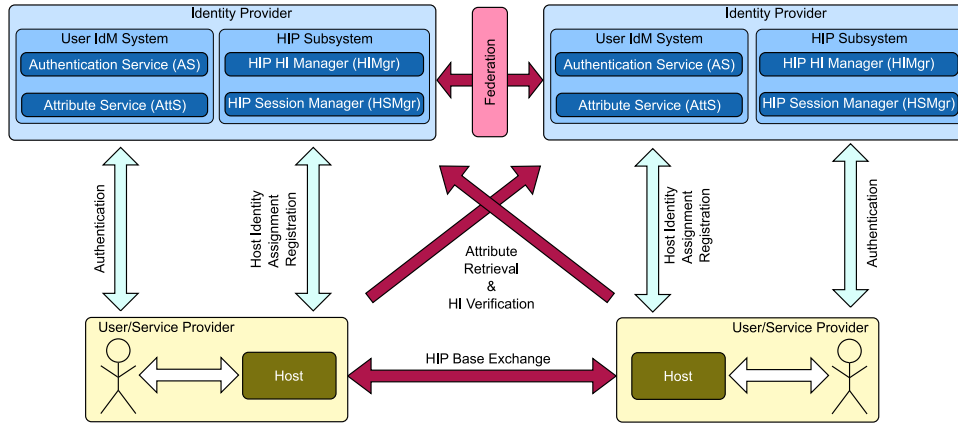 Identity Provider
User IdM System
Authentication Service (AS)
Attribute Service (AttS)
HIP Subsystem
HIP HI Manager (HIMgr)
HIP Session Manager (HSMgr)
Federation
Identity Provider
User IdM System
Authentication Service (AS)
Attribute Service (AttS)
HIP Subsystem
HIP HI Manager (HIMgr)
HIP Session Manager (HSMgr)
Authentication
Host Identity
Assignment
Registration
Attribute
Retrieval
&
HI Verification
Host Identity
Assignment
Registration
Authentication
User/Service Provider
Host
HIP Base Exchange
User/Service Provider
Host